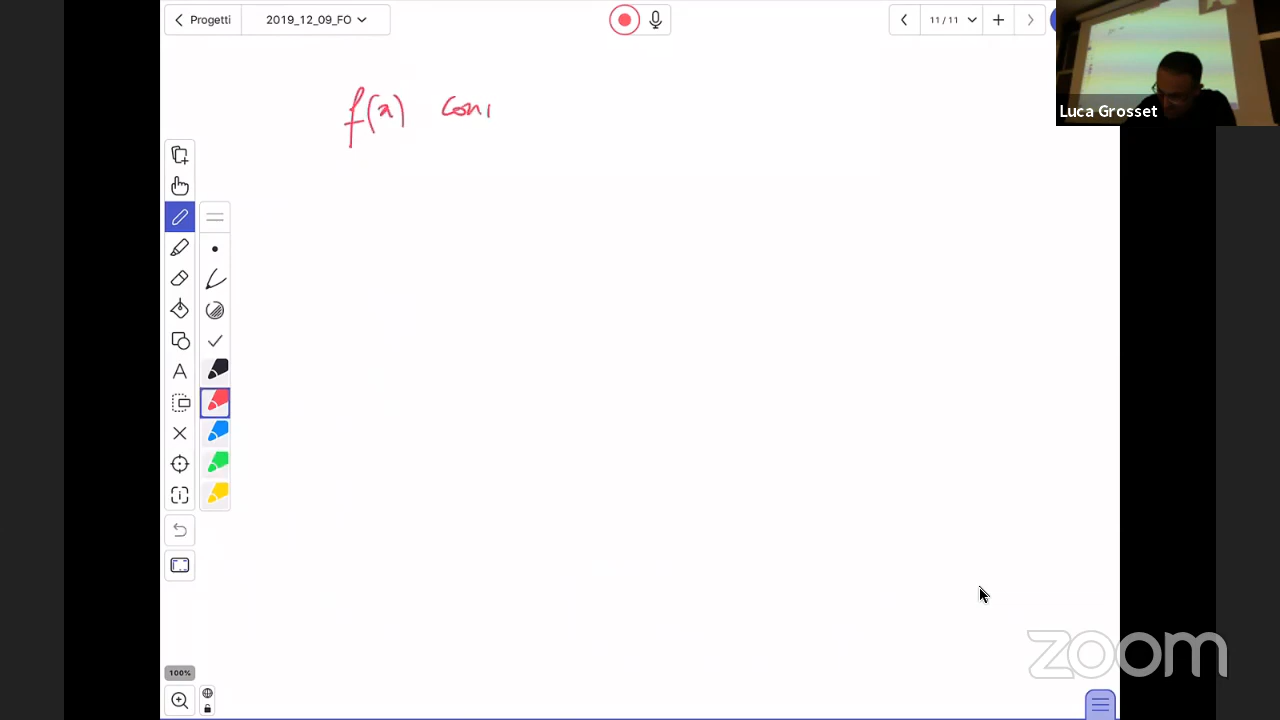 Progetti 2019_12_09_FO 11/11
Luca Grosset
f(x) con
A
100%
zoom